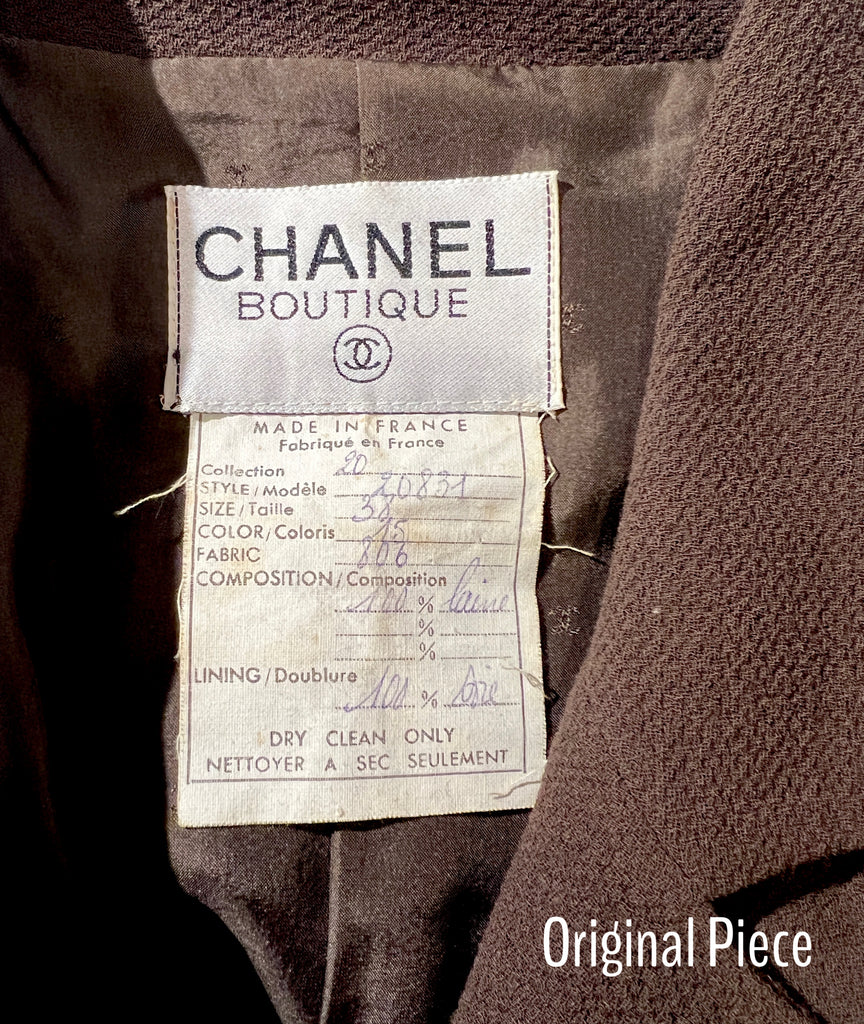 CHANEL
BOUTIQUE
MADE IN FRANCE
Fabriqué en France
Collection 20
STYLE/Modèle 20831
SIZE/Taille 38
COLOR/Coloris 15
FABRIC 806
COMPOSITION/Composition
100 % laine
%
%
LINING/Doublure
100 % soie
DRY CLEAN ONLY
NETTOYER A SEC SEULEMENT
Original Piece